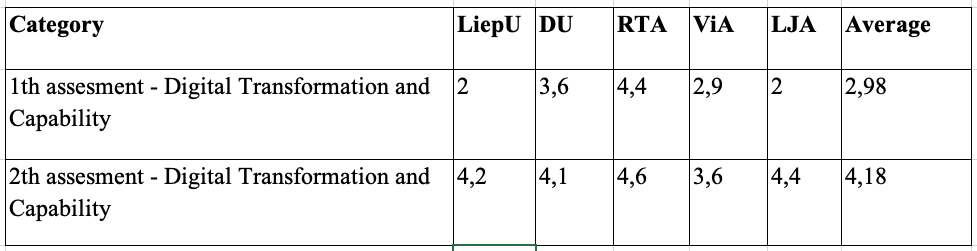 Category LiepU DU RTA ViA LJA Average
1th assesment - Digital Transformation and 2 3,6 4,4 2,9 2 2,98
Capability
2th assesment - Digital Transformation and 4,2 4,1 4,6 3,6 4,4 4,18
Capability